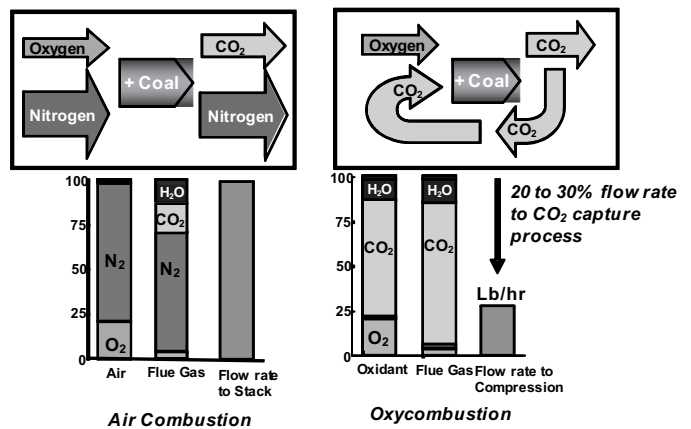 Oxygen
Nitrogen
+ Coal
CO₂
Nitrogen
Oxygen
CO₂
+ Coal
CO₂
CO₂
100
75
50
25
0
O₂
N₂
N₂
CO₂
H₂O
Air
Flue Gas
Flow rate
to Stack
Air Combustion
100
75
50
25
0
O₂
CO₂
H₂O
CO₂
H₂O
20 to 30% flow rate
to CO₂ capture
process
Lb/hr
Oxidant
Flue Gas
Flow rate to
Compression
Oxycombustion